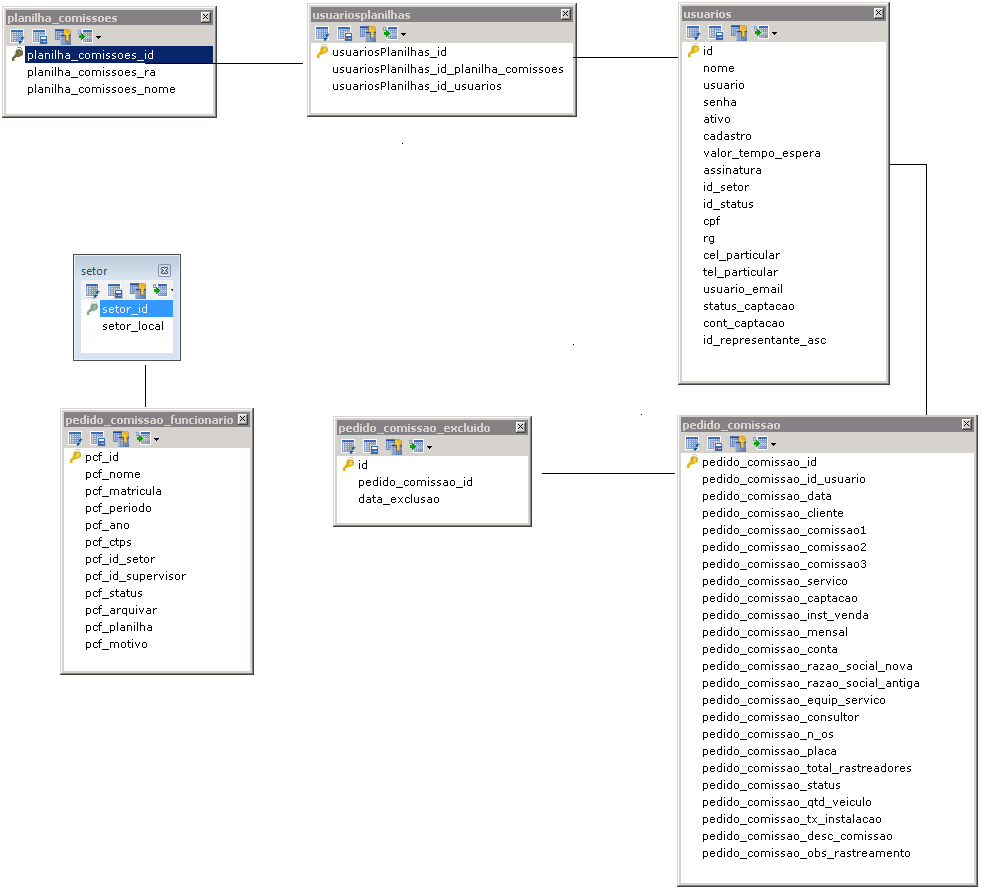 planilha_comissoes
planilha_comissoes_id
planilha_comissoes_ra
planilha_comissoes_nome
usuariosplanilhas
usuariosPlanilhas_id
usuariosPlanilhas_id_planilha_comissoes
usuariosPlanilhas_id_usuarios
usuarios
id
nome
usuario
senha
ativo
cadastro
valor_tempo_espera
assinatura
id_setor
id_status
cpf
rg
cel_particular
tel_particular
usuario_email
status_captacao
cont_captacao
id_representante_asc
setor
setor_id
setor_local
pedido_comissao_funcionario
pcf_id
pcf_nome
pcf_matricula
pcf_periodo
pcf_ano
pcf_ctps
pcf_id_setor
pcf_id_supervisor
pcf_status
pcf_arquivar
pcf_planilha
pcf_motivo
pedido_comissao_excluido
id
pedido_comissao_id
data_exclusao
pedido_comissao
pedido_comissao_id
pedido_comissao_id_usuario
pedido_comissao_data
pedido_comissao_cliente
pedido_comissao_comissao1
pedido_comissao_comissao2
pedido_comissao_comissao3
pedido_comissao_servico
pedido_comissao_captacao
pedido_comissao_inst_venda
pedido_comissao_mensal
pedido_comissao_conta
pedido_comissao_razao_social_nova
pedido_comissao_razao_social_antiga
pedido_comissao_equip_servico
pedido_comissao_consultor
pedido_comissao_n_os
pedido_comissao_placa
pedido_comissao_total_rastreadores
pedido_comissao_status
pedido_comissao_qtd_veiculo
pedido_comissao_tx_instalacao
pedido_comissao_desc_comissao
pedido_comissao_obs_rastreamento